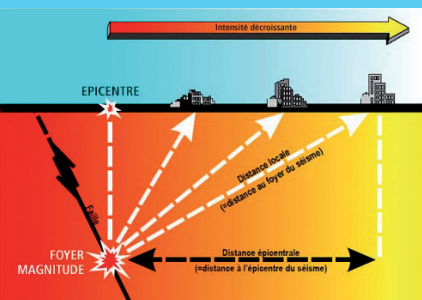 Intensité décroissante
EPICENTRE
Distance locale
(=distance au foyer du séisme)
Faille
FOYER
MAGNITUDE
Distance épicentrale
(=distance à l'épicentre du séisme)